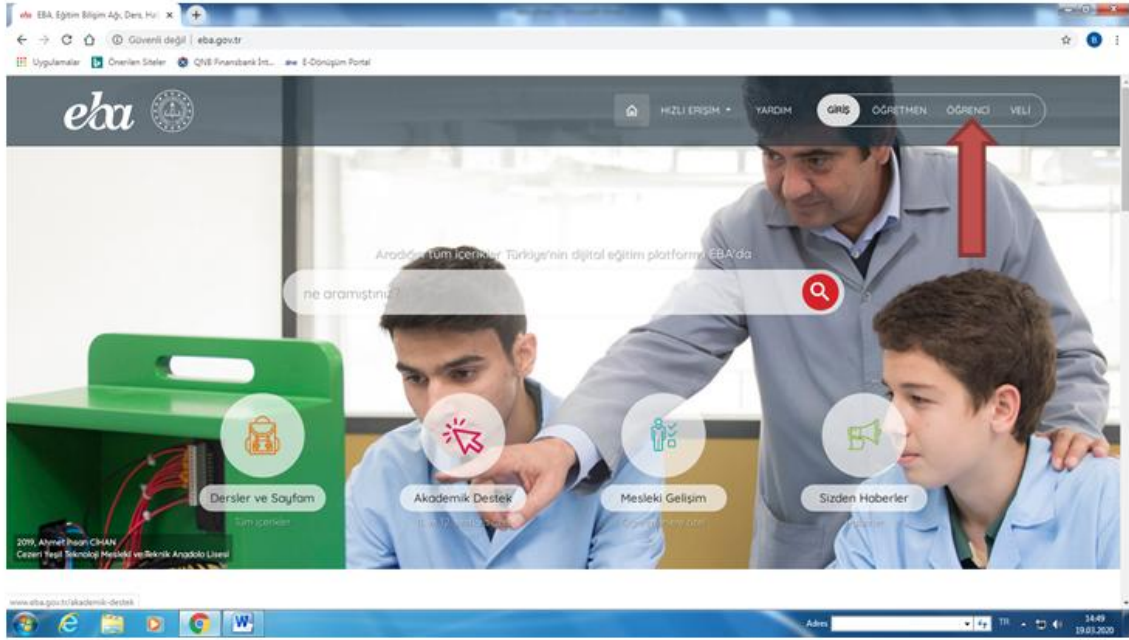 eba EBA, Eğitim Bilişim Ağı, Ders, Hu
Güvenli değil | eba.gov.tr
B
Uygulamalar
Önerilen Siteler
QNB Finansbank İnt...
E-Dönüşüm Portal
eba
HIZLI ERİŞİM
YARDIM
GİRİŞ
ÖĞRETMEN
ÖĞRENCİ
VELİ
Aradığın tüm içerikler Türkiye'nin dijital eğitim platformu EBA'da
ne aramıştınız?
Dersler ve Sayfam
Tüm içerikler
Akademik Destek
Mesleki Gelişim
Sizden Haberler
2019, Ahmet İhsan CİHAN
Cezeri Yeşil Teknoloji Mesleki ve Teknik Anadolu Lisesi
www.eba.gov.tr/akademik-destek
Adres
TR
14:49
19.03.2020